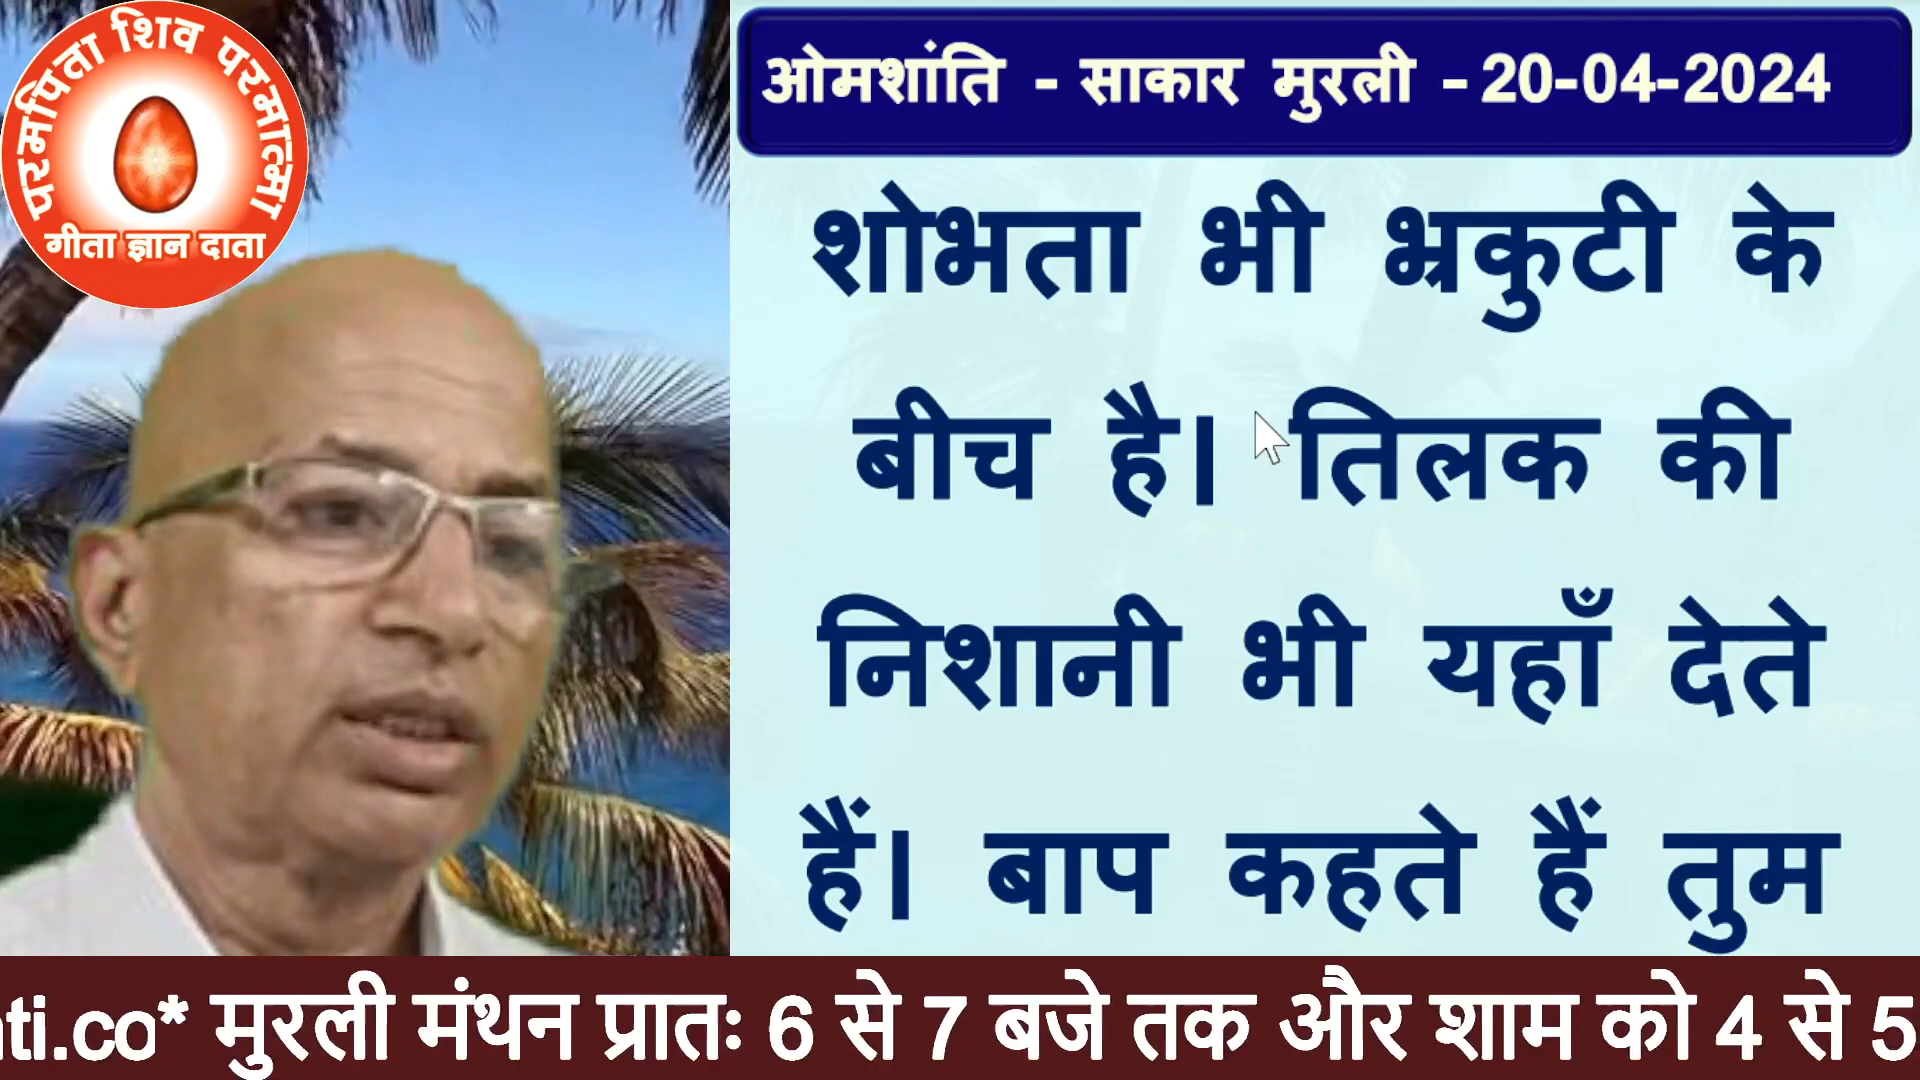 परमपिता शिव परमात्मा
गीता ज्ञान दाता
ओमशांति - साकार मुरली - 20-04-2024
शोभता भी भ्रकुटी के
बीच है। तिलक की
निशानी भी यहाँ देते
हैं। बाप कहते हैं तुम
ti.co* मुरली मंथन प्रातः 6 से 7 बजे तक और शाम को 4 से 5